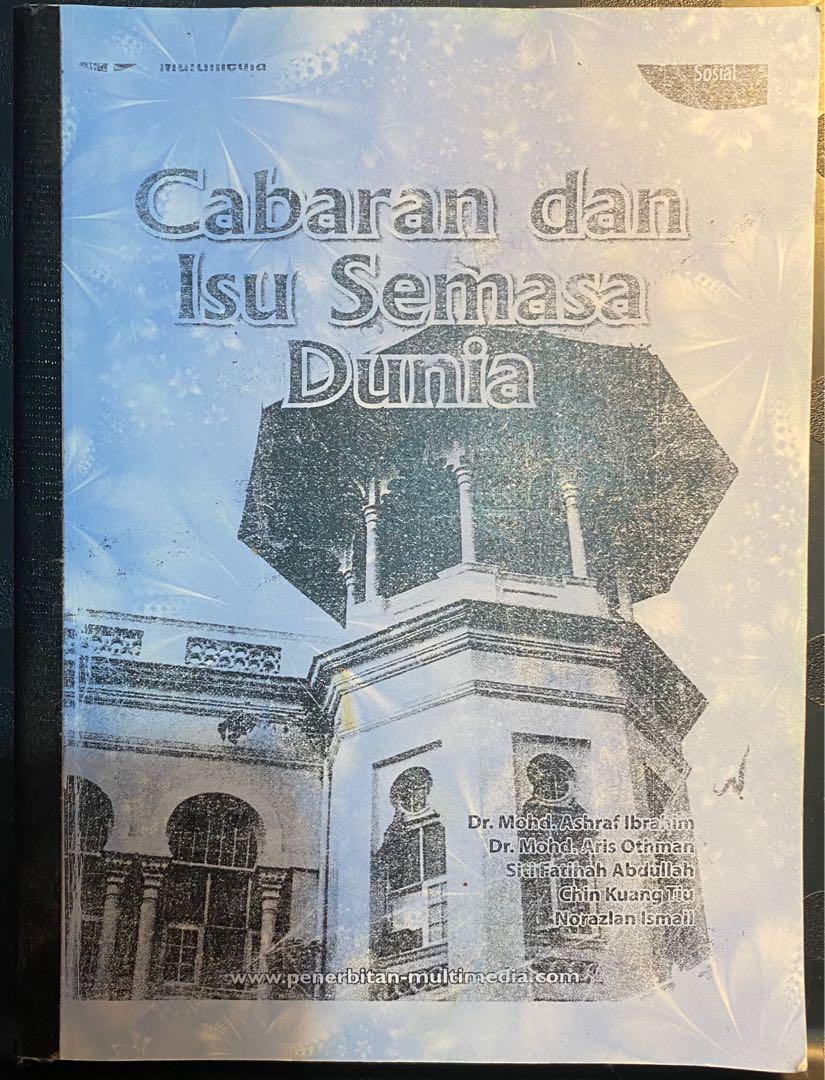 Multimedia
Sosial
Cabaran dan
Isu Semasa
Dunia
Dr. Mohd. Ashraf Ibrahim
Dr. Mohd. Aris Othman
Siti Fatihah Abdullah
Chin Kuang Tiu
Norazlan Ismail
www.penerbitan-multimedia.com